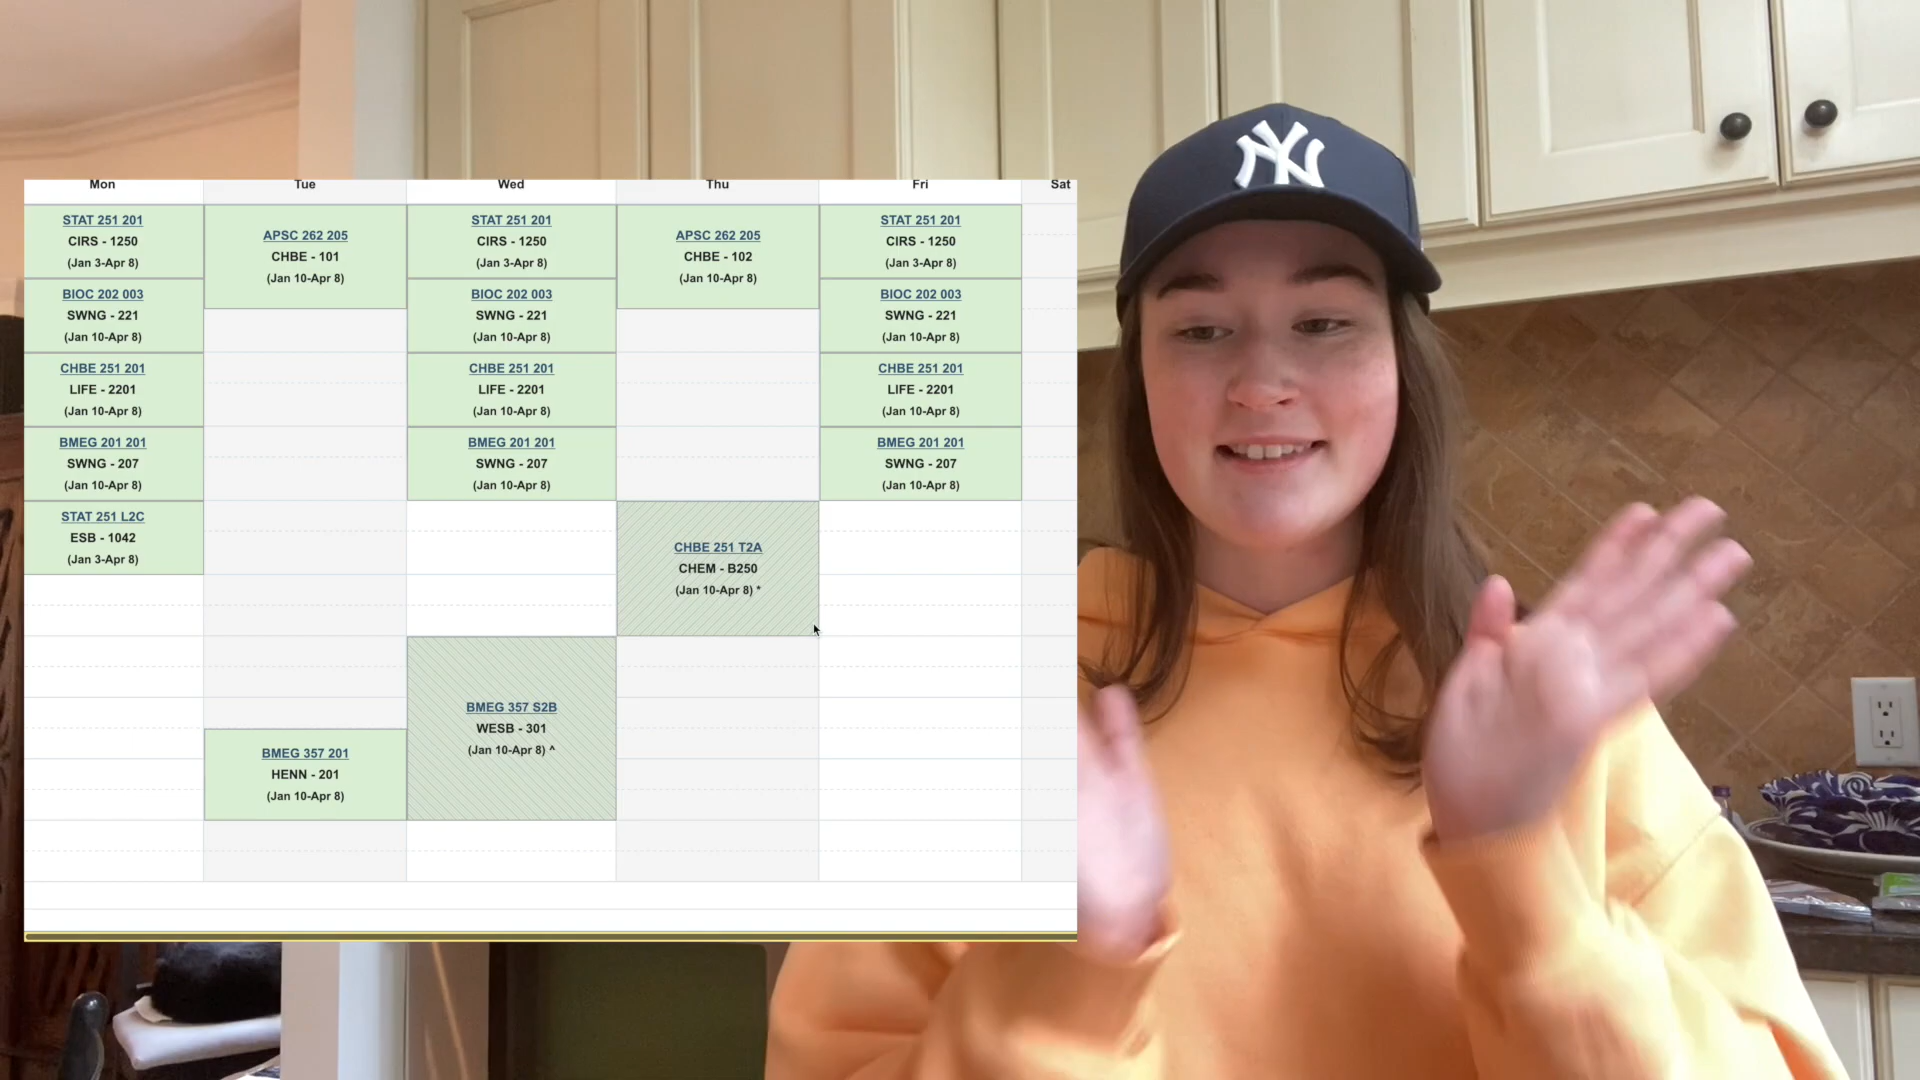 Mon
Tue
Wed
Thu
Fri
Sat
STAT 251 201
CIRS - 1250
(Jan 3-Apr 8)
BIOC 202 003
SWNG - 221
(Jan 10-Apr 8)
CHBE 251 201
LIFE - 2201
(Jan 10-Apr 8)
BMEG 201 201
SWNG - 207
(Jan 10-Apr 8)
STAT 251 L2C
ESB - 1042
(Jan 3-Apr 8)
APSC 262 205
CHBE - 101
(Jan 10-Apr 8)
BMEG 357 201
HENN - 201
(Jan 10-Apr 8)
STAT 251 201
CIRS - 1250
(Jan 3-Apr 8)
BIOC 202 003
SWNG - 221
(Jan 10-Apr 8)
CHBE 251 201
LIFE - 2201
(Jan 10-Apr 8)
BMEG 201 201
SWNG - 207
(Jan 10-Apr 8)
BMEG 357 S2B
WESB - 301
(Jan 10-Apr 8) ^
APSC 262 205
CHBE - 102
(Jan 10-Apr 8)
CHBE 251 T2A
CHEM - B250
(Jan 10-Apr 8) *
STAT 251 201
CIRS - 1250
(Jan 3-Apr 8)
BIOC 202 003
SWNG - 221
(Jan 10-Apr 8)
CHBE 251 201
LIFE - 2201
(Jan 10-Apr 8)
BMEG 201 201
SWNG - 207
(Jan 10-Apr 8)
NY